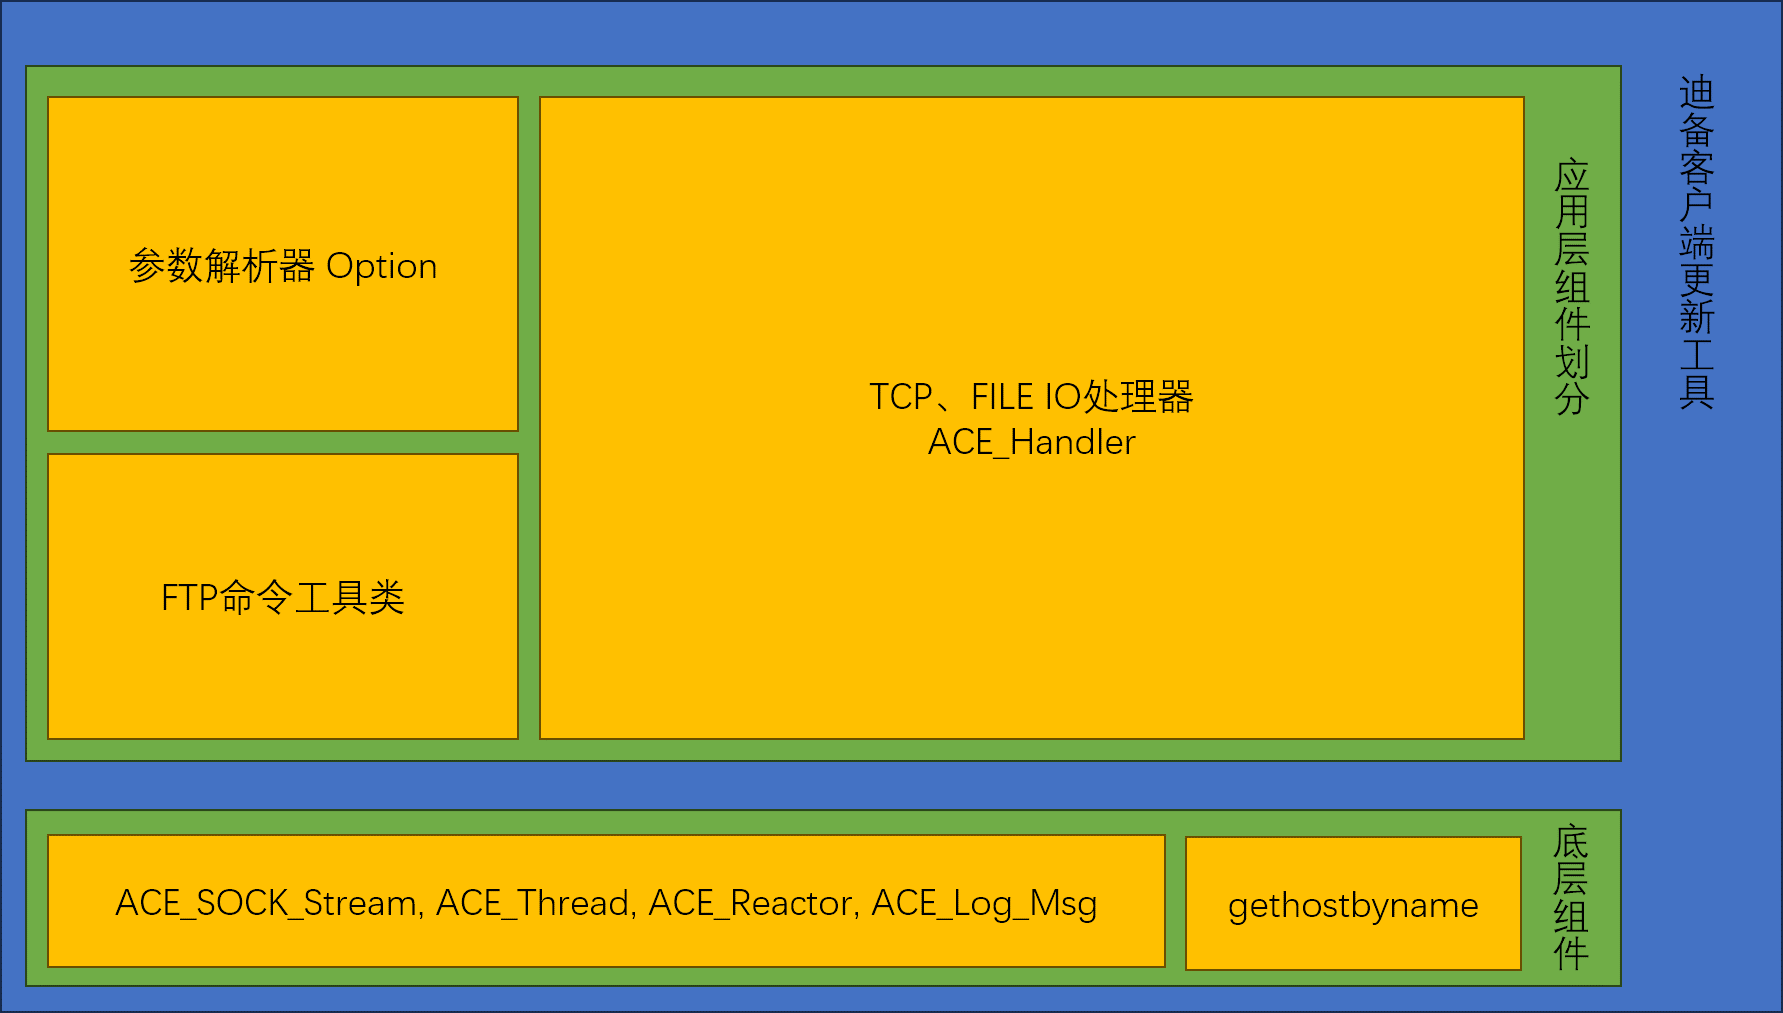 参数解析器 Option
FTP命令工具类
TCP、FILE IO处理器
ACE_Handler
应用层组件划分
迪备客户端更新工具
ACE_SOCK_Stream, ACE_Thread, ACE_Reactor, ACE_Log_Msg
gethostbyname
底层组件